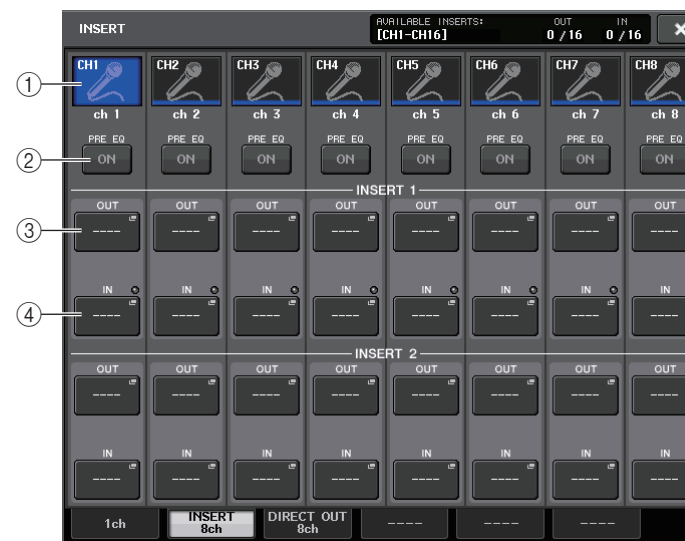 INSERT
AVAILABLE INSERTS: OUT IN
[CH1-CH16] 0 /16 0 /16
CH1 CH2 CH3 CH4 CH5 CH6 CH7 CH8
1
ch 1 ch 2 ch 3 ch 4 ch 5 ch 6 ch 7 ch 8
PRE EQ PRE EQ PRE EQ PRE EQ PRE EQ PRE EQ PRE EQ PRE EQ
2 ON ON ON ON ON ON ON ON
INSERT 1
OUT OUT OUT OUT OUT OUT OUT OUT
3 ---- ---- ---- ---- ---- ---- ---- ----
IN IN IN IN IN IN IN IN
4 ---- ---- ---- ---- ---- ---- ---- ----
INSERT 2
OUT OUT OUT OUT OUT OUT OUT OUT
---- ---- ---- ---- ---- ---- ---- ----
IN IN IN IN IN IN IN IN
---- ---- ---- ---- ---- ---- ---- ----
1ch INSERT DIRECT OUT ---- ---- ----
8ch 8ch